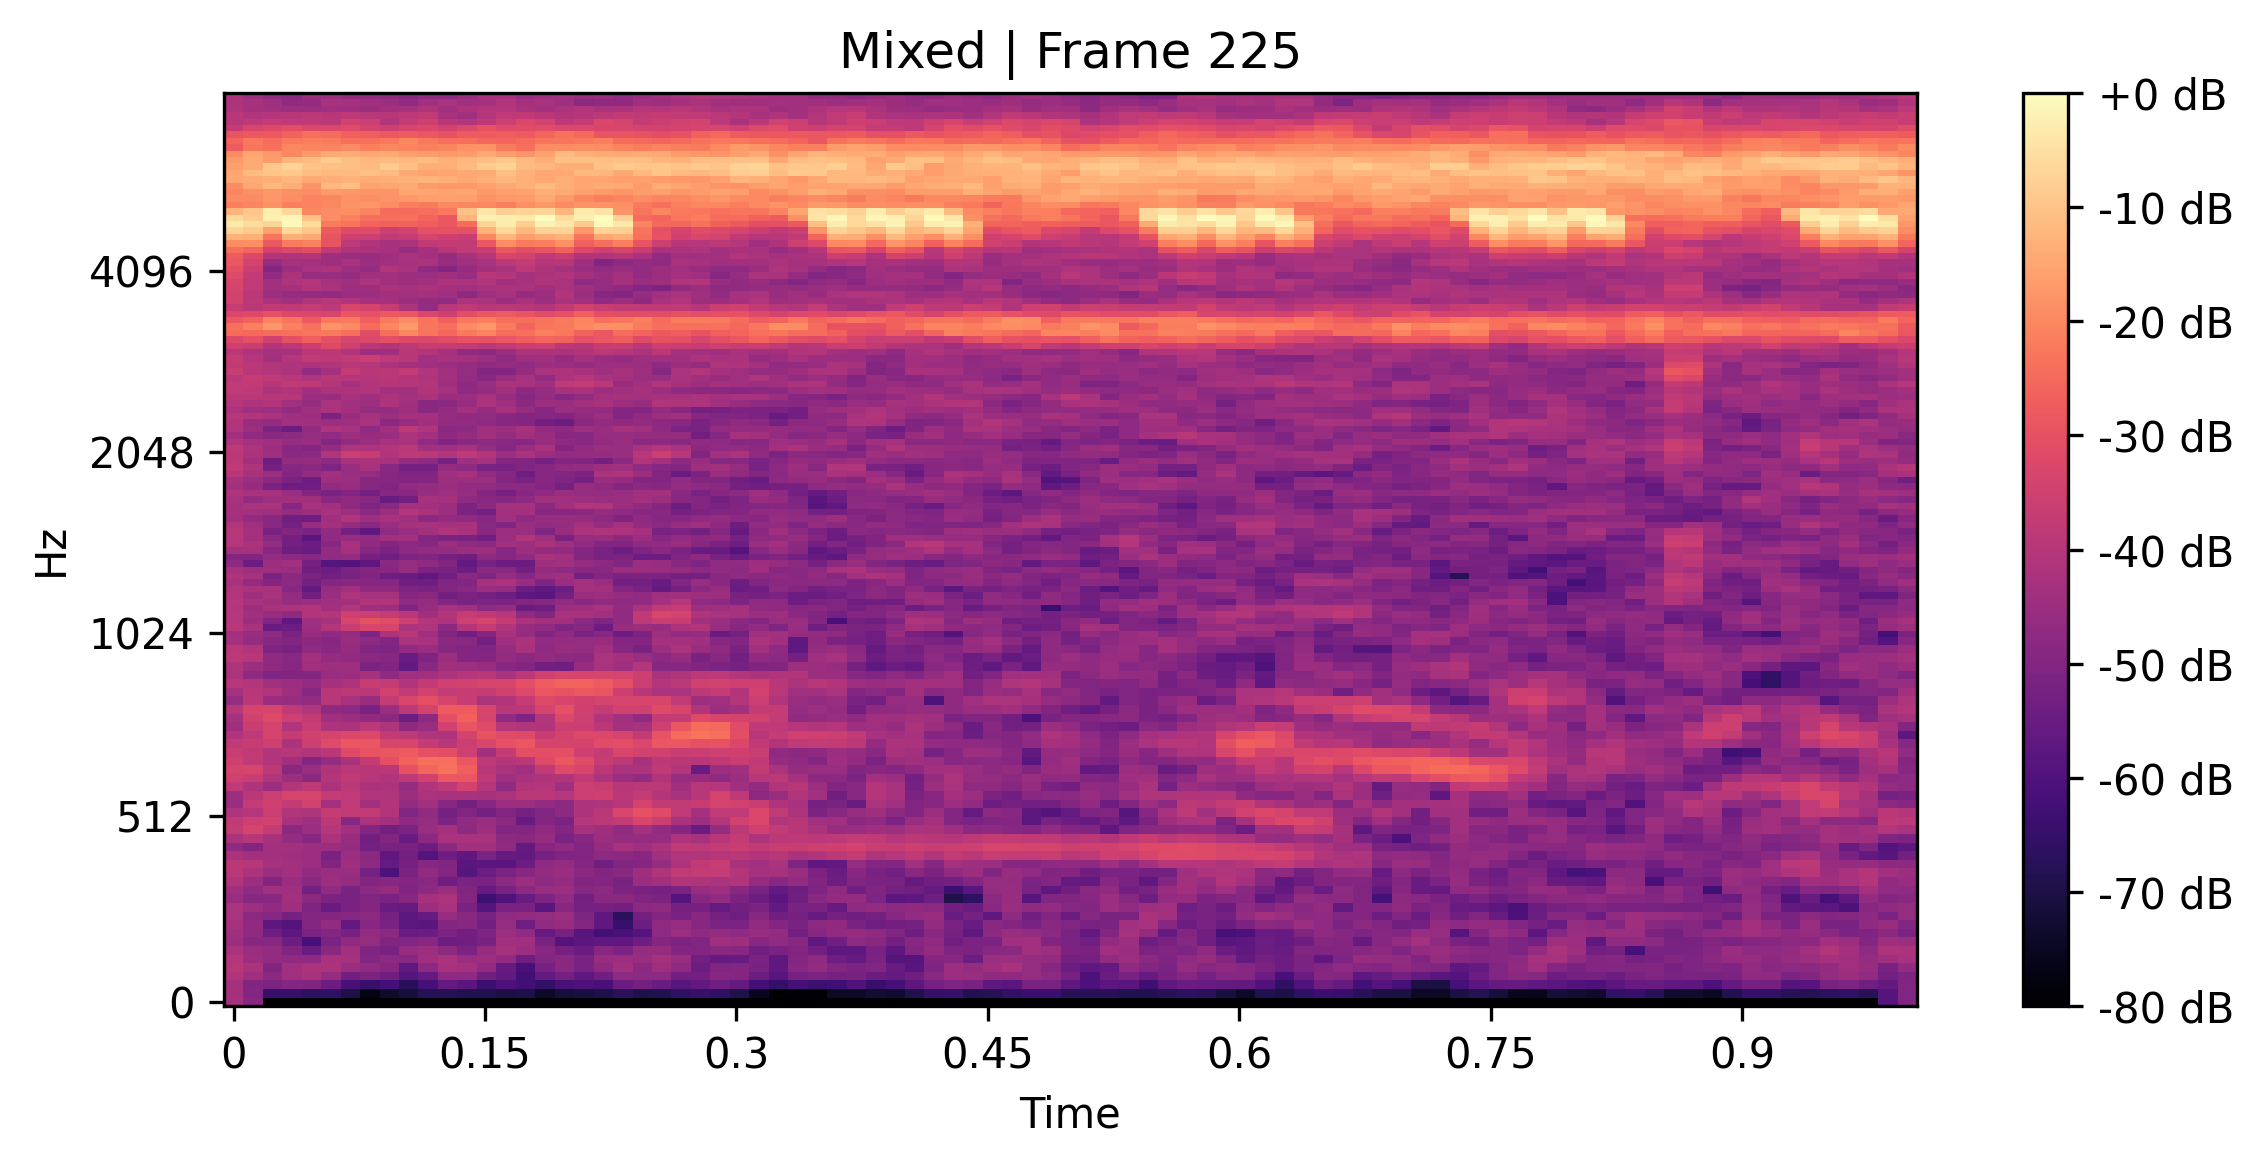 Mixed | Frame 225
Hz
4096
2048
1024
512
0
0 0.15 0.3 0.45 0.6 0.75 0.9
Time
+0 dB
-10 dB
-20 dB
-30 dB
-40 dB
-50 dB
-60 dB
-70 dB
-80 dB